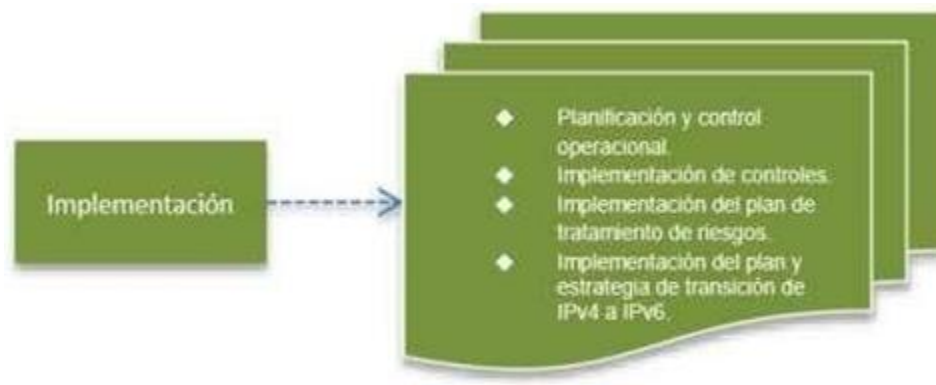 Implementación
◆ Planificación y control
operacional.
◆ Implementación de controles.
◆ Implementación del plan de
tratamiento de riesgos.
◆ Implementación del plan y
estrategia de transición de
IPv4 a IPv6.